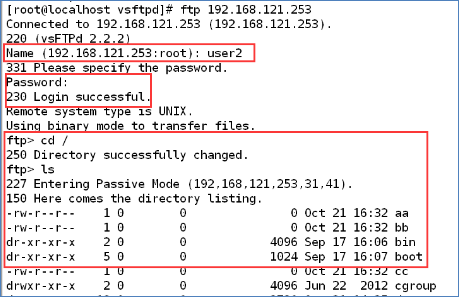 [root@localhost vsftpd]# ftp 192.168.121.253
Connected to 192.168.121.253 (192.168.121.253).
220 (vsFTPd 2.2.2)
Name (192.168.121.253:root): user2
331 Please specify the password.
Password:
230 Login successful.
Remote system type is UNIX.
Using binary mode to transfer files.
ftp> cd /
250 Directory successfully changed.
ftp> ls
227 Entering Passive Mode (192,168,121,253,31,41).
150 Here comes the directory listing.
-rw-r--r-- 1 0 0 0 Oct 21 16:32 aa
-rw-r--r-- 1 0 0 0 Oct 21 16:32 bb
dr-xr-xr-x 2 0 0 4096 Sep 17 16:06 bin
dr-xr-xr-x 5 0 0 1024 Sep 17 16:07 boot
-rw-r--r-- 1 0 0 0 Oct 21 16:32 cc
drwxr-xr-x 2 0 0 4096 Jun 22 2012 cgroup